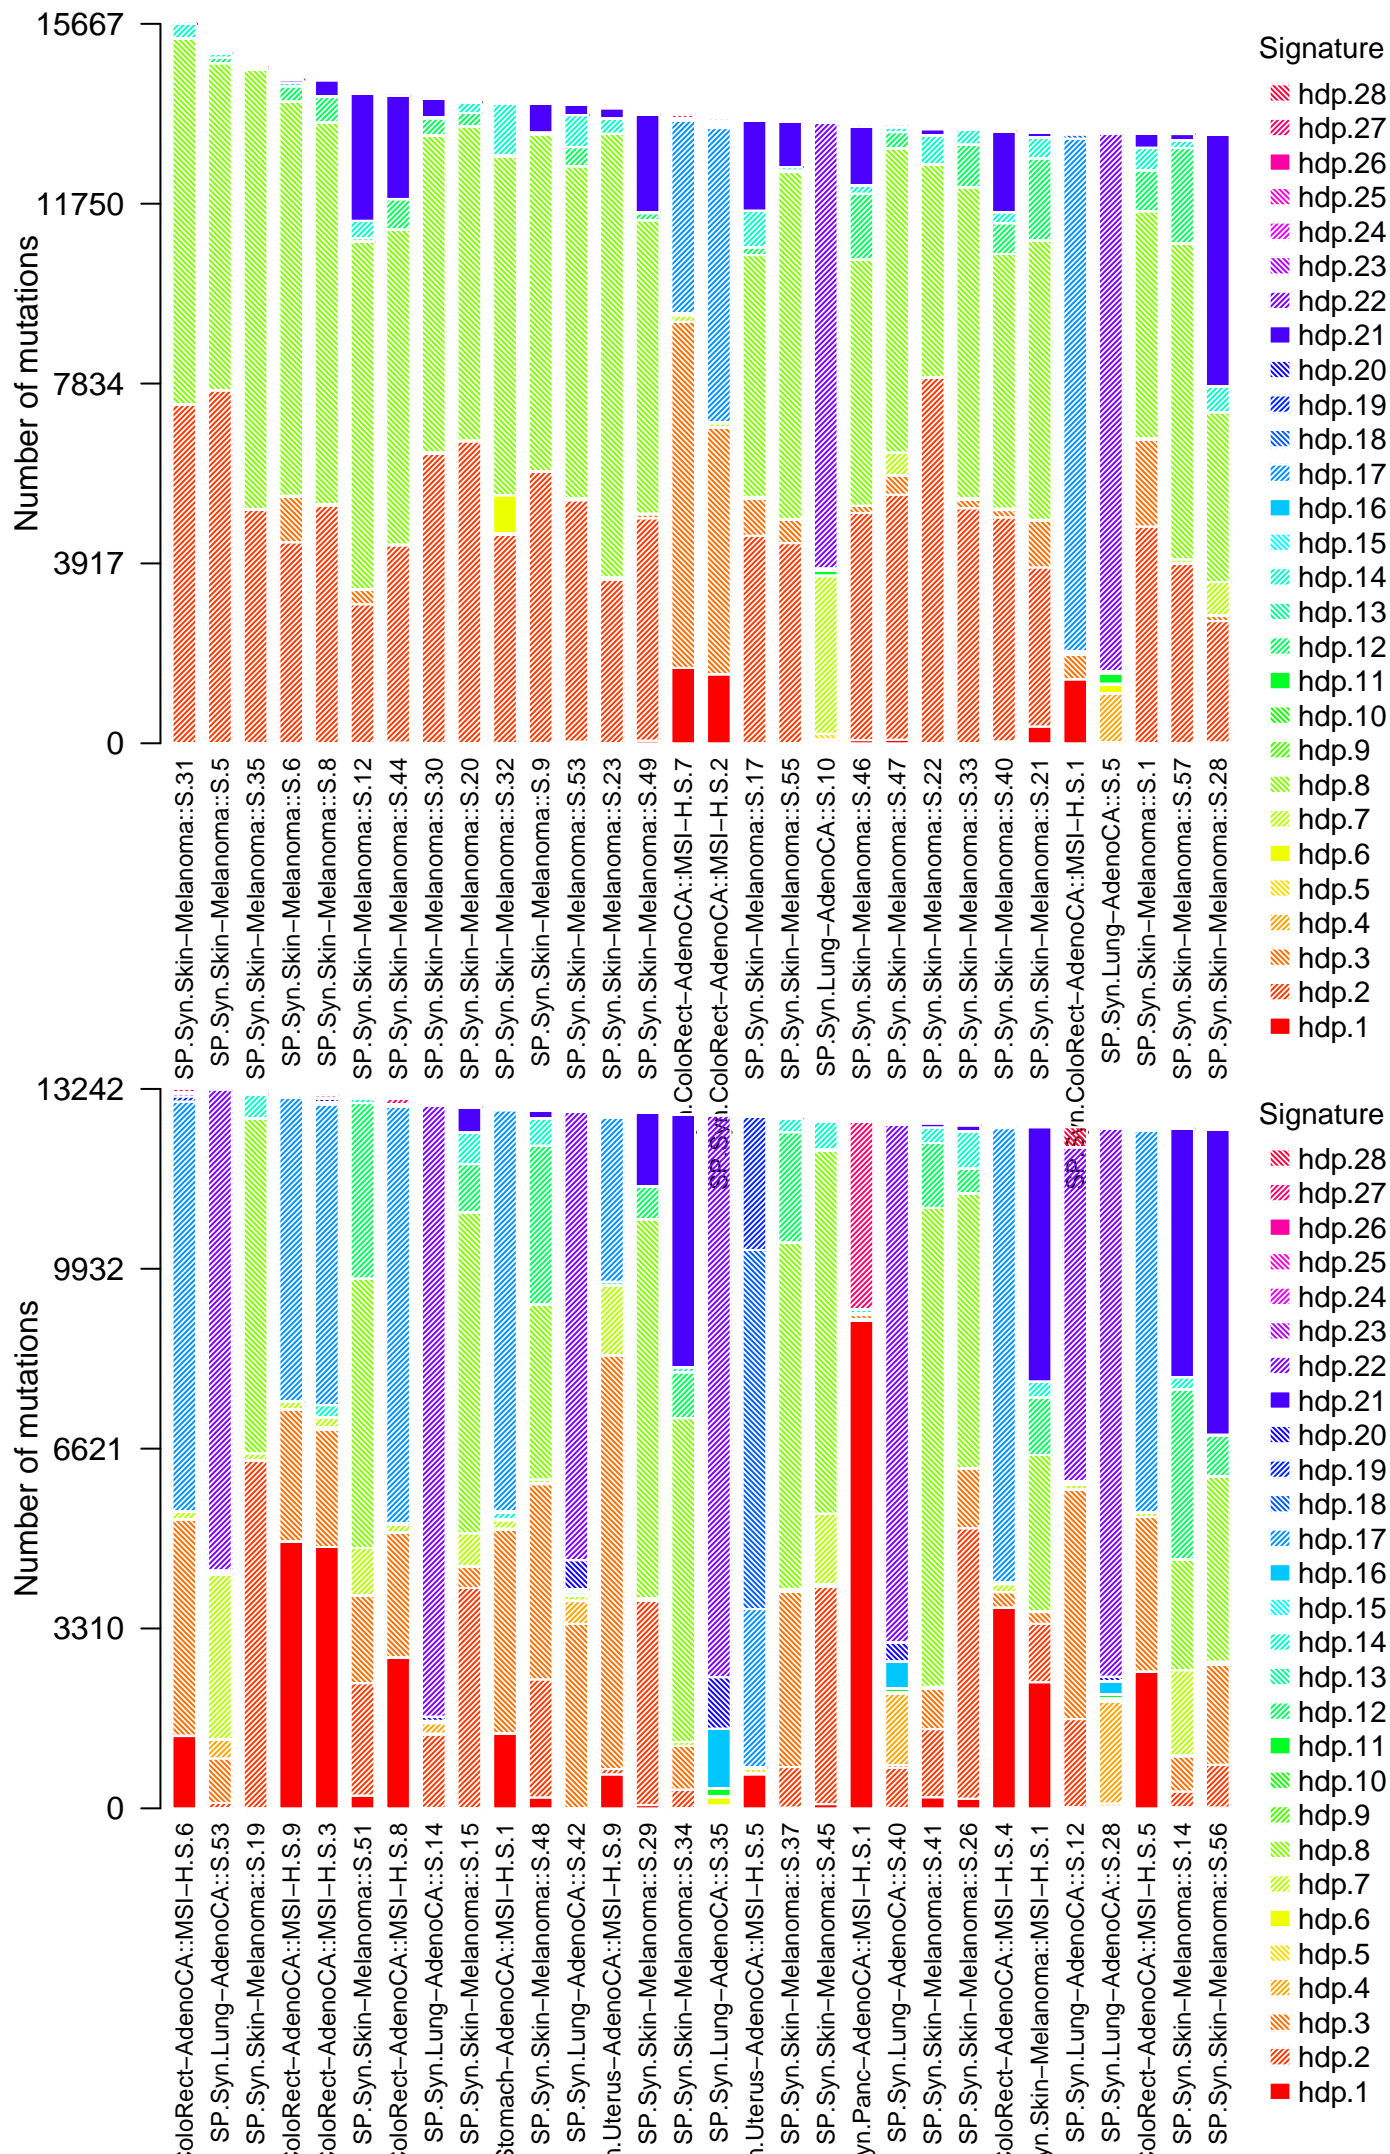 15667
11750
7834
3917
0
Number of mutations
SP.Syn.Skin−Melanoma::S.31
SP.Syn.Skin−Melanoma::S.5
SP.Syn.Skin−Melanoma::S.35
SP.Syn.Skin−Melanoma::S.6
SP.Syn.Skin−Melanoma::S.8
SP.Syn.Skin−Melanoma::S.12
SP.Syn.Skin−Melanoma::S.44
SP.Syn.Skin−Melanoma::S.30
SP.Syn.Skin−Melanoma::S.20
SP.Syn.Skin−Melanoma::S.32
SP.Syn.Skin−Melanoma::S.9
SP.Syn.Skin−Melanoma::S.53
SP.Syn.Skin−Melanoma::S.23
SP.Syn.Skin−Melanoma::S.49
n.ColoRect−AdenoCA::MSI−H.S.7
SP.Syn.ColoRect−AdenoCA::MSI−H.S.2
SP.Syn.Skin−Melanoma::S.17
SP.Syn.Skin−Melanoma::S.55
SP.Syn.Lung−AdenoCA::S.10
SP.Syn.Skin−Melanoma::S.46
SP.Syn.Skin−Melanoma::S.47
SP.Syn.Skin−Melanoma::S.22
SP.Syn.Skin−Melanoma::S.33
SP.Syn.Skin−Melanoma::S.40
SP.Syn.Skin−Melanoma::S.21
SP.Syn.ColoRect−AdenoCA::MSI−H.S.1
SP.Syn.Lung−AdenoCA::S.5
SP.Syn.Skin−Melanoma::S.1
SP.Syn.Skin−Melanoma::S.57
SP.Syn.Skin−Melanoma::S.28
Signature
hdp.28
hdp.27
hdp.26
hdp.25
hdp.24
hdp.23
hdp.22
hdp.21
hdp.20
hdp.19
hdp.18
hdp.17
hdp.16
hdp.15
hdp.14
hdp.13
hdp.12
hdp.11
hdp.10
hdp.9
hdp.8
hdp.7
hdp.6
hdp.5
hdp.4
hdp.3
hdp.2
hdp.1
13242
9932
6621
3310
0
Number of mutations
coloRect−AdenoCA::MSI−H.S.6
SP.Syn.Lung−AdenoCA::S.53
SP.Syn.Skin−Melanoma::S.19
ColoRect−AdenoCA::MSI−H.S.9
ColoRect−AdenoCA::MSI−H.S.3
SP.Syn.Skin−Melanoma::S.51
ColoRect−AdenoCA::MSI−H.S.8
SP.Syn.Lung−AdenoCA::S.14
SP.Syn.Skin−Melanoma::S.15
Stomach−AdenoCA::MSI−H.S.1
SP.Syn.Skin−Melanoma::S.48
SP.Syn.Lung−AdenoCA::S.42
n.Uterus−AdenoCA::MSI−H.S.9
SP.Syn.Skin−Melanoma::S.29
SP.Syn.Skin−Melanoma::S.34
SP.Syn.Lung−AdenoCA::S.35
n.Uterus−AdenoCA::MSI−H.S.5
SP.Syn.Skin−Melanoma::S.37
SP.Syn.Skin−Melanoma::S.45
yn.Panc−AdenoCA::MSI−H.S.1
SP.Syn.Lung−AdenoCA::S.40
SP.Syn.Skin−Melanoma::S.41
SP.Syn.Skin−Melanoma::S.26
ColoRect−AdenoCA::MSI−H.S.4
Syn.Skin−Melanoma::MSI−H.S.1
SP.Syn.Lung−AdenoCA::S.12
SP.Syn.Lung−AdenoCA::S.28
ColoRect−AdenoCA::MSI−H.S.5
SP.Syn.Skin−Melanoma::S.14
SP.Syn.Skin−Melanoma::S.56
Signature
hdp.28
hdp.27
hdp.26
hdp.25
hdp.24
hdp.23
hdp.22
hdp.21
hdp.20
hdp.19
hdp.18
hdp.17
hdp.16
hdp.15
hdp.14
hdp.13
hdp.12
hdp.11
hdp.10
hdp.9
hdp.8
hdp.7
hdp.6
hdp.5
hdp.4
hdp.3
hdp.2
hdp.1